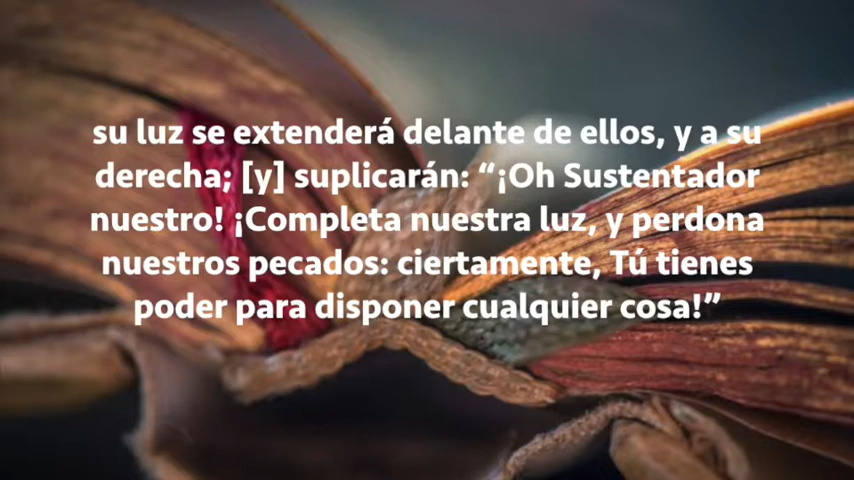 su luz se extenderá delante de ellos, y a su
derecha; [y] suplicarán: “¡Oh Sustentador
nuestro! ¡Completa nuestra luz, y perdona
nuestros pecados: ciertamente, Tú tienes
poder para disponer cualquier cosa!”